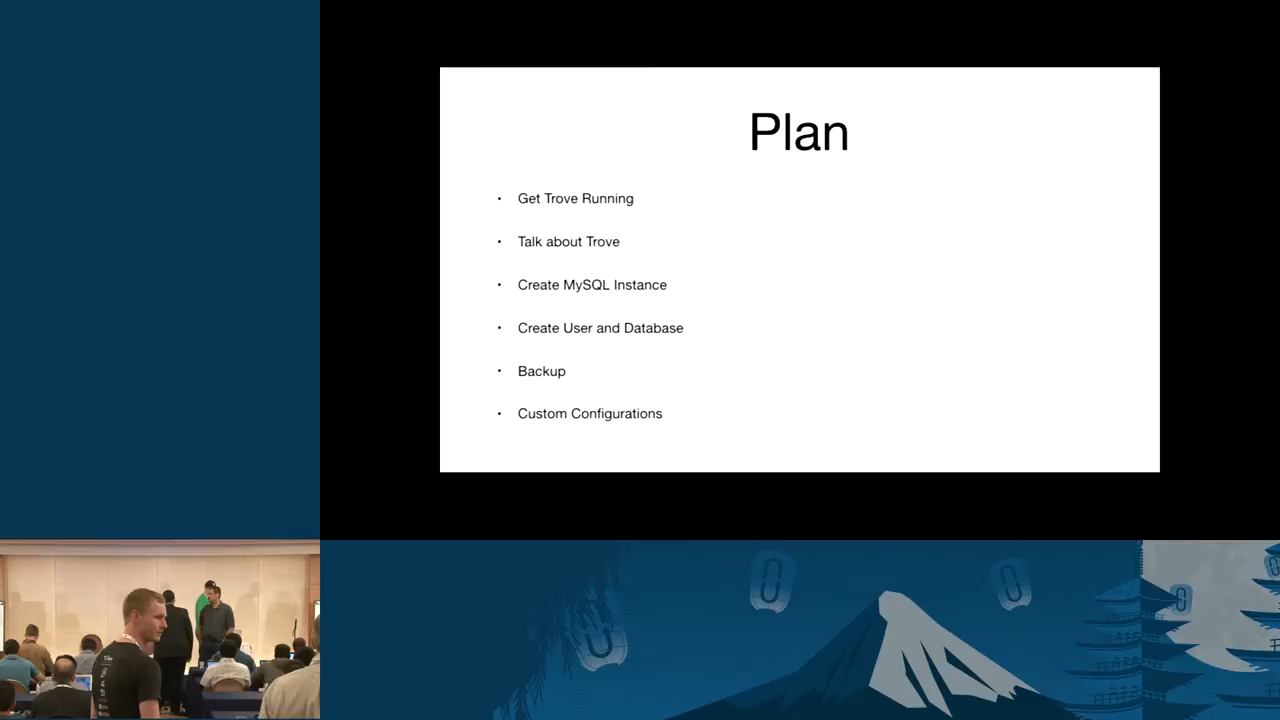 Plan
• Get Trove Running
• Talk about Trove
• Create MySQL Instance
• Create User and Database
• Backup
• Custom Configurations